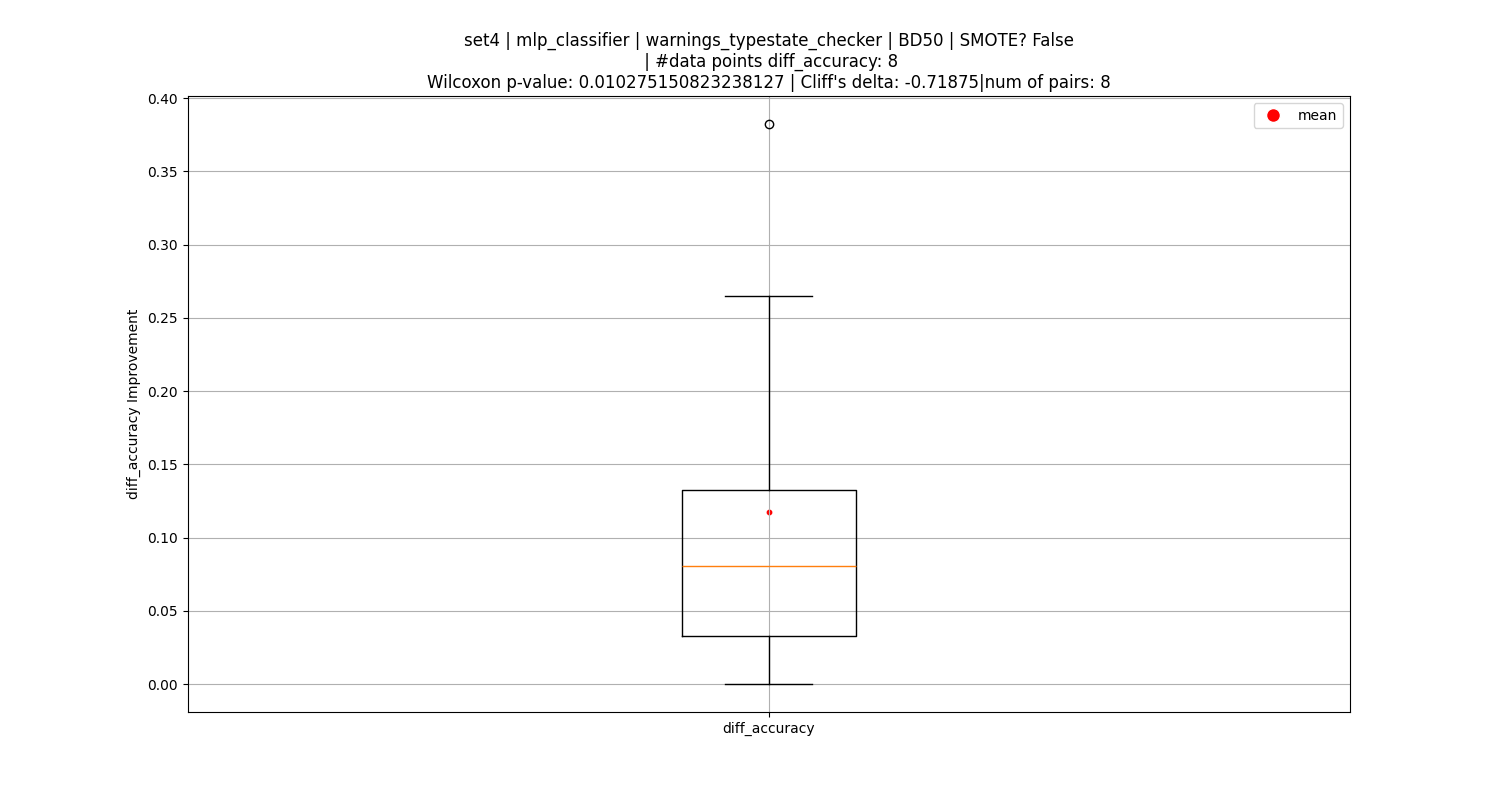 set4 | mlp_classifier | warnings_typestate_checker | BD50 | SMOTE? False
| #data points diff_accuracy: 8
Wilcoxon p-value: 0.010275150823238127 | Cliff's delta: -0.71875|num of pairs: 8
mean
0.40
0.35
0.30
0.25
0.20
0.15
0.10
0.05
0.00
diff_accuracy Improvement
diff_accuracy